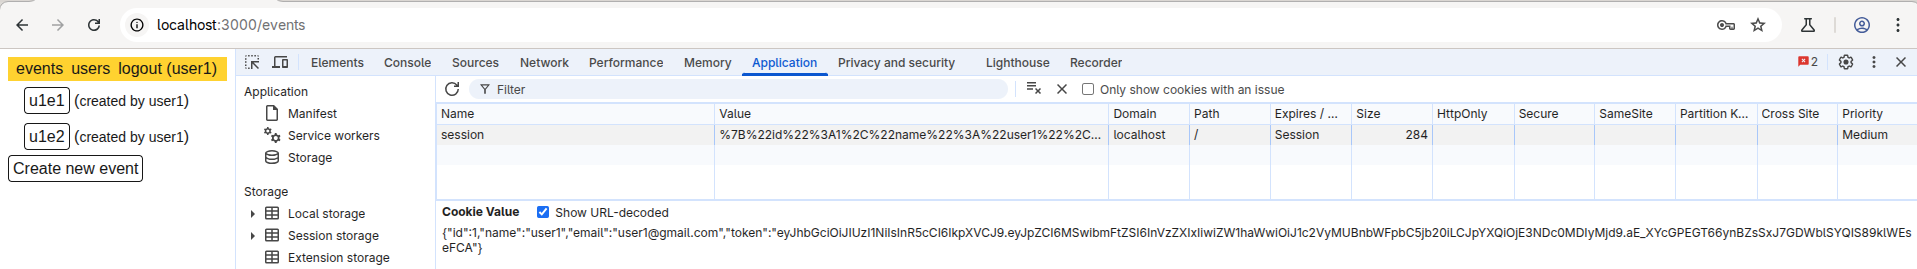 localhost:3000/events
events users logout (user1)
u1e1 (created by user1)
u1e2 (created by user1)
Create new event
Elements Console Sources Network Performance Memory Application Privacy and security Lighthouse Recorder 2
Application
Manifest
Service workers
Storage
Storage
Local storage
Session storage
Extension storage
Filter Only show cookies with an issue
Name Value Domain Path Expires / ... Size HttpOnly Secure SameSite Partition K... Cross Site Priority
session %7B%22id%22%3A1%2C%22name%22%3A%22user1%22%2C... localhost / Session 284 Medium
Cookie Value Show URL-decoded
{"id":1,"name":"user1","email":"user1@gmail.com","token":"eyJhbGciOiJIUzI1NiIsInR5cCI6IkpXVCJ9.eyJpZCI6MSwibmFtZSI6InVzZXIxIiwiZW1haWwiOiJ1c2VyMUBnbWFpbC5jb20iLCJpYXQiOjE3NDc0MDIyMjd9.aE_XYcGPEGT66ynBZsSxJ7GDWblSYQIS89klWEs
eFCA"}